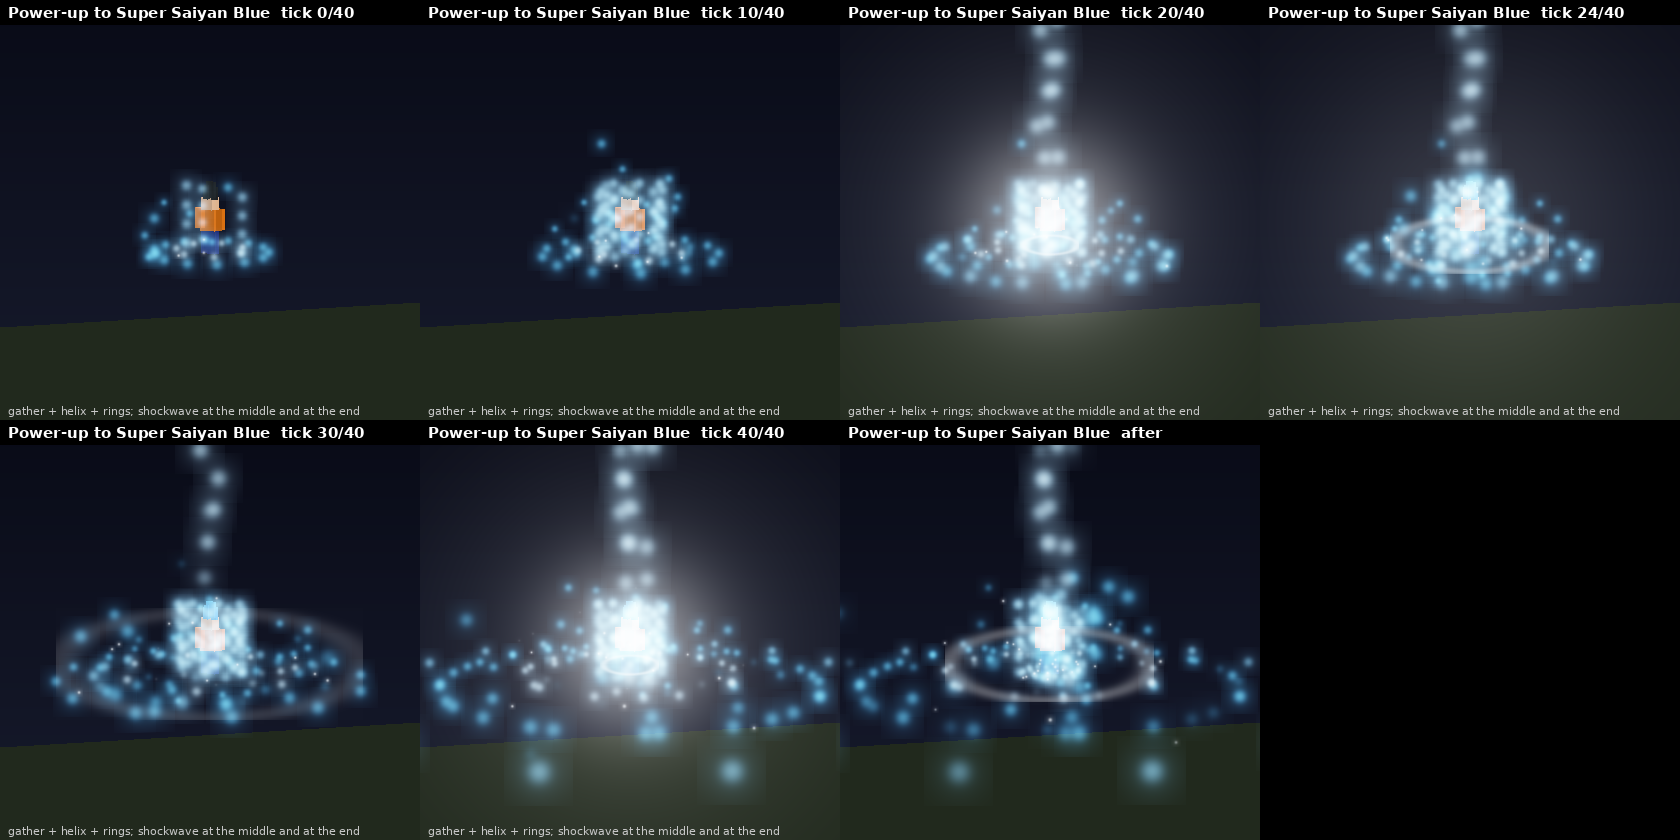 Power-up to Super Saiyan Blue  tick 0/40
Power-up to Super Saiyan Blue  tick 10/40
Power-up to Super Saiyan Blue  tick 20/40
Power-up to Super Saiyan Blue  tick 24/40
gather + helix + rings; shockwave at the middle and at the end
gather + helix + rings; shockwave at the middle and at the end
gather + helix + rings; shockwave at the middle and at the end
gather + helix + rings; shockwave at the middle and at the end
Power-up to Super Saiyan Blue  tick 30/40
Power-up to Super Saiyan Blue  tick 40/40
Power-up to Super Saiyan Blue  after
gather + helix + rings; shockwave at the middle and at the end
gather + helix + rings; shockwave at the middle and at the end